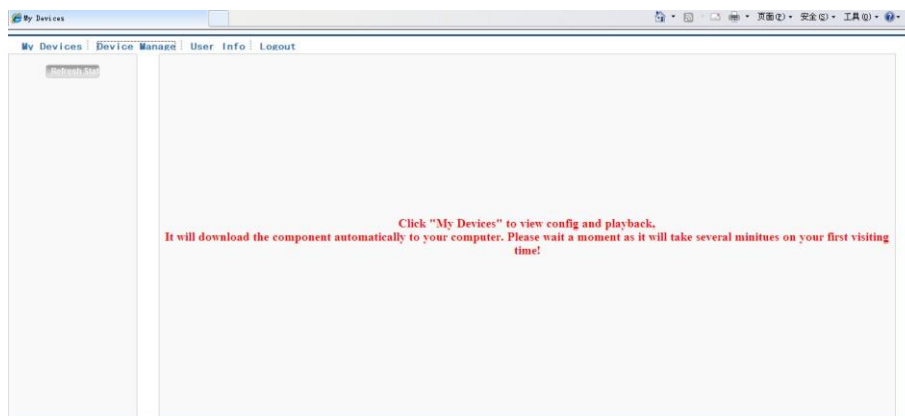 My Devices
页面(P) 安全(S) 工具(O)
My Devices Device Manage User Info Logout
Refresh Stat
Click "My Devices" to view config and playback,
It will download the component automatically to your computer. Please wait a moment as it will take several minitues on your first visiting
time!